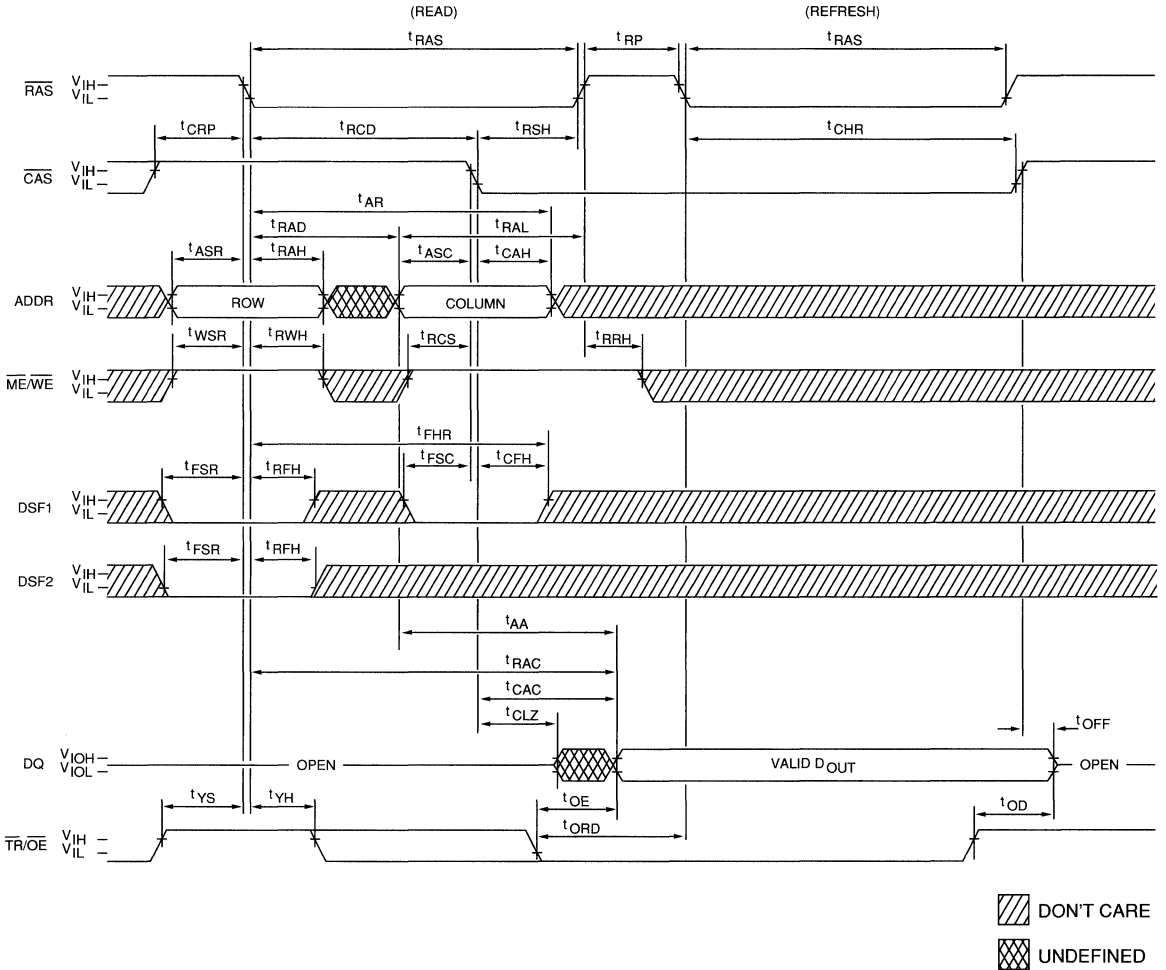 (READ) (REFRESH)
tRAS tRP tRAS
RAS VIH VIL
tCRP tRCD tRSH tCHR
CAS VIH VIL
tAR
tRAD tRAL
tASR tRAH tASC tCAH
ADDR VIH VIL ROW COLUMN
tWSR tRWH tRCS tRRH
ME/WE VIH VIL
tFHR
tFSR tRFH tFSC tCFH
DSF1 VIH VIL
tFSR tRFH
DSF2 VIH VIL
tAA
tRAC
tCAC
tCLZ tOFF
DQ VIOH VIOL OPEN VALID DOUT OPEN
tYS tYH tOE tOD
tORD
TR/OE VIH VIL
DON'T CARE
UNDEFINED